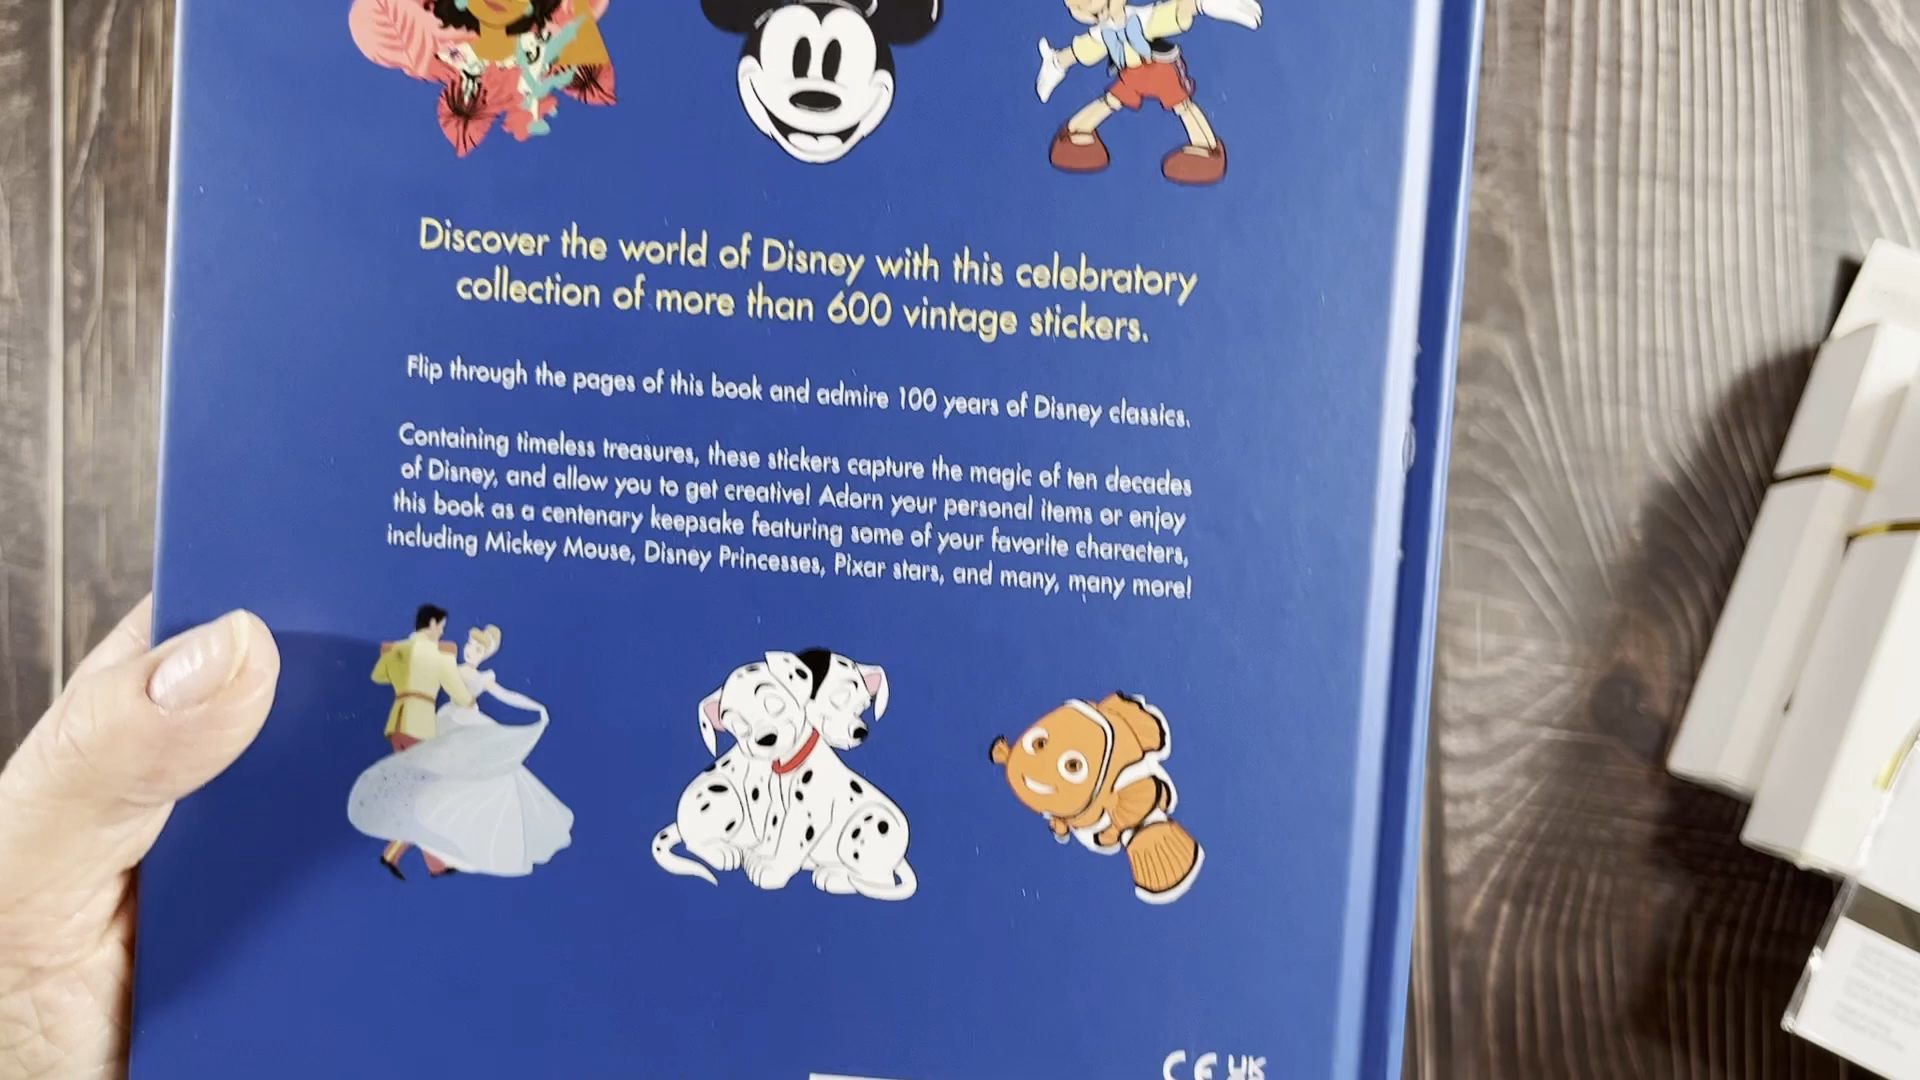 Discover the world of Disney with this celebratory
collection of more than 600 vintage stickers.
Flip through the pages of this book and admire 100 years of Disney classics.
Containing timeless treasures, these stickers capture the magic of ten decades
of Disney, and allow you to get creative! Adorn your personal items or enjoy
this book as a centenary keepsake featuring some of your favorite characters,
including Mickey Mouse, Disney Princesses, Pixar stars, and many, many more!
CE UK